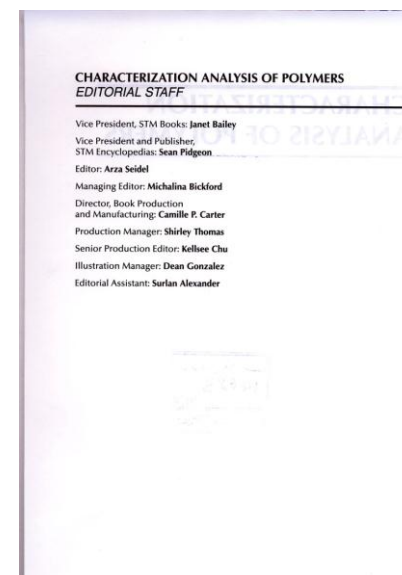 CHARACTERIZATION ANALYSIS OF POLYMERS
EDITORIAL STAFF
Vice President, STM Books: Janet Bailey
Vice President and Publisher,
STM Encyclopedias: Sean Pidgeon
Editor: Arza Seidel
Managing Editor: Michalina Bickford
Director, Book Production
and Manufacturing: Camille P. Carter
Production Manager: Shirley Thomas
Senior Production Editor: Kellsee Chu
Illustration Manager: Dean Gonzalez
Editorial Assistant: Surlan Alexander